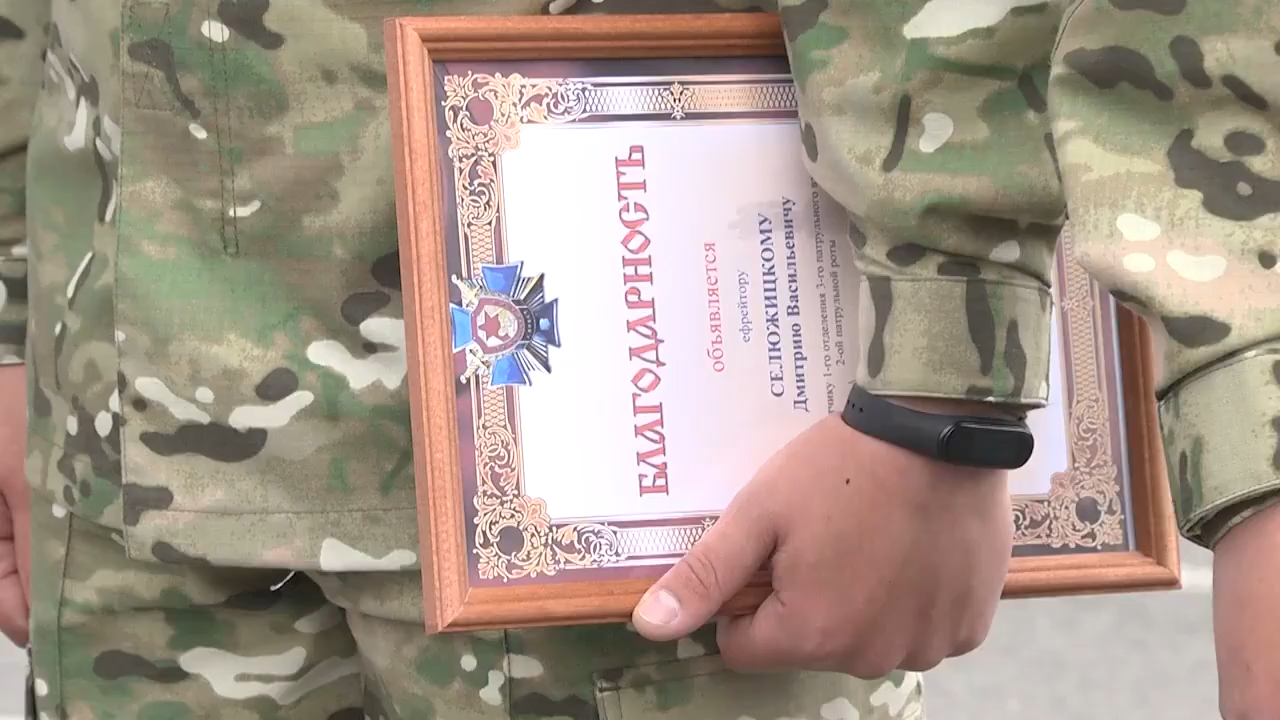 БЛАГОДАРНОСТЬ
объявляется
ефрейтору
СЕЛЮЖИЦКОМУ
Дмитрию Васильевичу
1-го отделения 3-го патрульного
2-ой патрульной роты